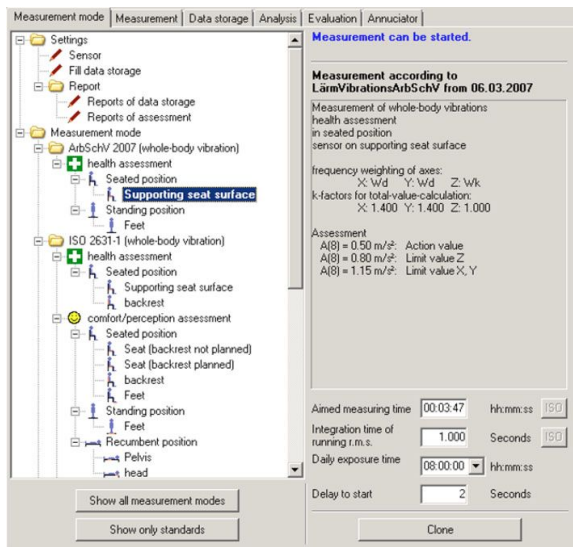 Measurement mode Measurement Data storage Analysis Evaluation Annuciator
Settings
Sensor
Fill data storage
Report
Reports of data storage
Reports of assessment
Measurement mode
ArbSchV 2007 (whole-body vibration)
health assessment
Seated position
Supporting seat surface
Standing position
Feet
ISO 2631-1 (whole-body vibration)
health assessment
Seated position
Supporting seat surface
backrest
comfort/perception assessment
Seated position
Seat (backrest not planned)
Seat (backrest planned)
backrest
Feet
Standing position
Feet
Recumbent position
Pelvis
head
Show all measurement modes
Show only standards
Measurement can be started.
Measurement according to
LärmVibrationsArbSchV from 06.03.2007
Measurement of whole-body vibrations
health assessment
in seated position
sensor on supporting seat surface
frequency weighting of axes:
X: Wd Y: Wd Z: Wk
k-factors for total-value-calculation:
X: 1.400 Y: 1.400 Z: 1.000
Assessment
A(8) = 0.50 m/s²: Action value
A(8) = 0.80 m/s²: Limit value Z
A(8) = 1.15 m/s²: Limit value X, Y
Aimed measuring time 00:03:47 hh:mm:ss ISO
Integration time of
running r.m.s. 1.000 Seconds ISO
Daily exposure time 08:00:00 hh:mm:ss
Delay to start 2 Seconds
Clone